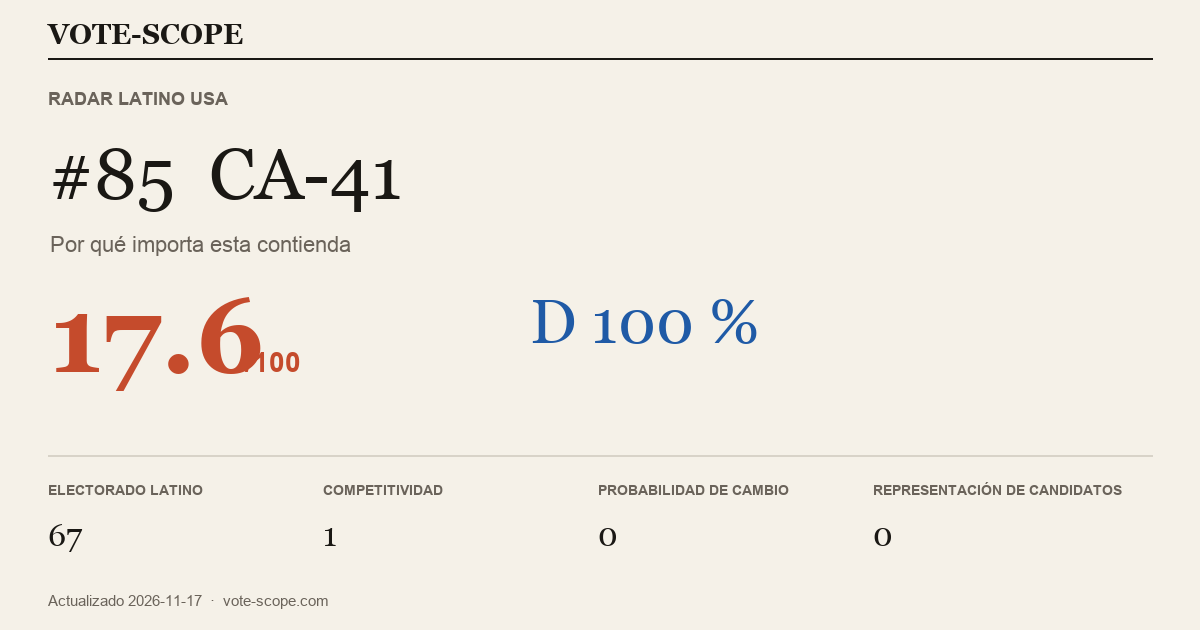 VOTE-SCOPE
RADAR LATINO USA
#85 CA-41
Por qué importa esta contienda
17.6/100
D 100 %
ELECTORADO LATINO
COMPETITIVIDAD
PROBABILIDAD DE CAMBIO
REPRESENTACIÓN DE CANDIDATOS
67
1
0
0
Actualizado 2026-11-17 · vote-scope.com